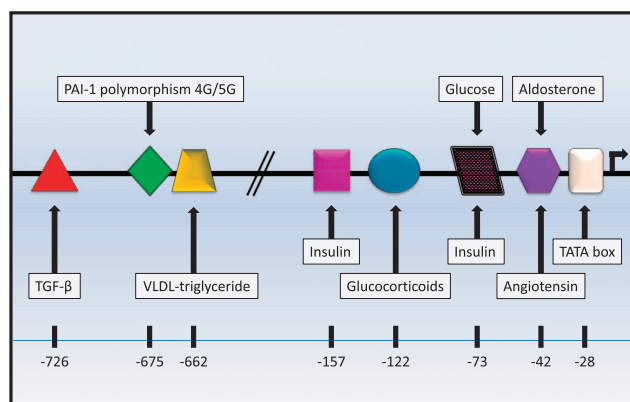 PAI-1 polymorphism 4G/5G
Glucose
Aldosterone
Insulin
Insulin
TATA box
TGF-β
VLDL-triglyceride
Glucocorticoids
Angiotensin
-726
-675
-662
-157
-122
-73
-42
-28